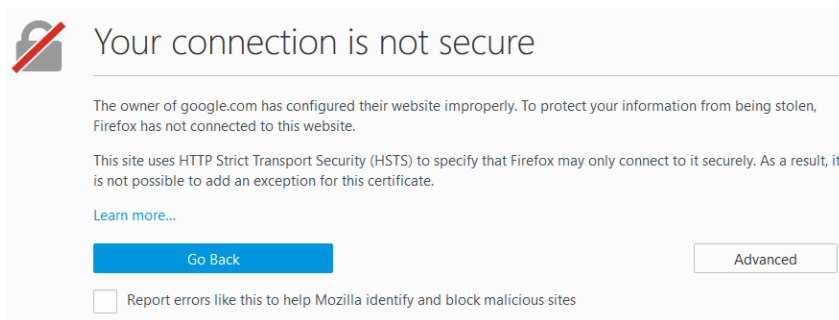 Your connection is not secure
The owner of google.com has configured their website improperly. To protect your information from being stolen,
Firefox has not connected to this website.
This site uses HTTP Strict Transport Security (HSTS) to specify that Firefox may only connect to it securely. As a result, it
is not possible to add an exception for this certificate.
Learn more...
Go Back
Advanced
Report errors like this to help Mozilla identify and block malicious sites